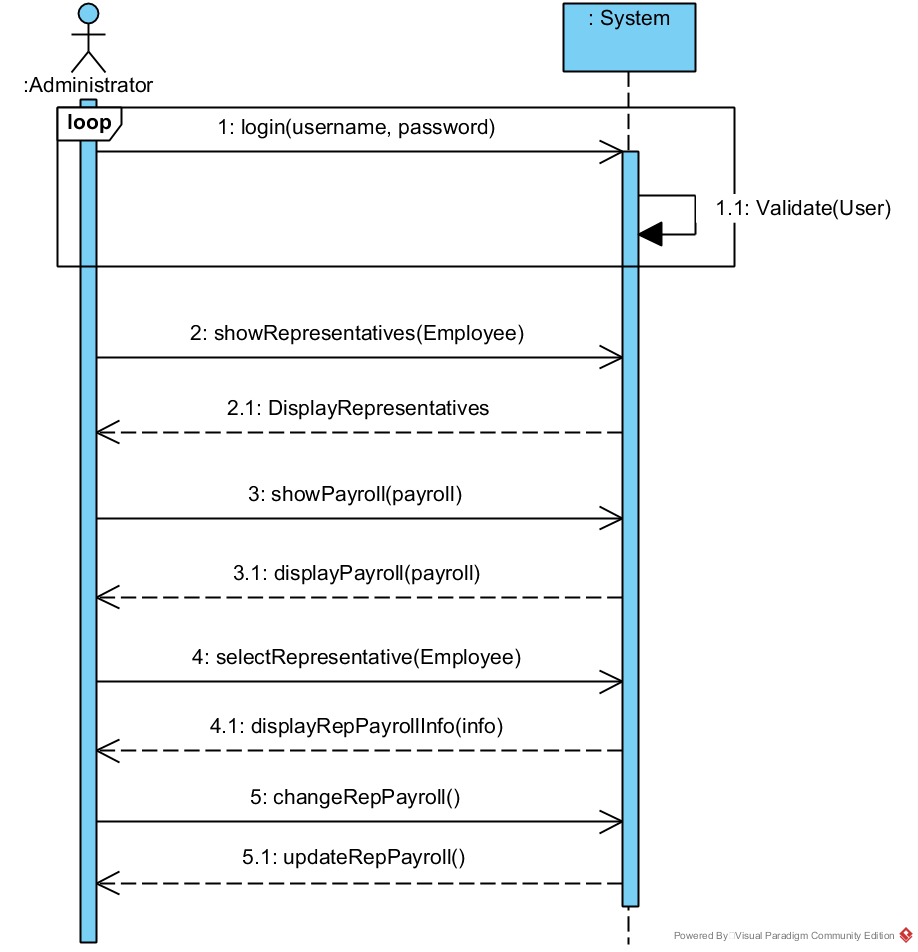 : System
:Administrator
loop
1: login(username, password)
1.1: Validate(User)
2: showRepresentatives(Employee)
2.1: DisplayRepresentatives
3: showPayroll(payroll)
3.1: displayPayroll(payroll)
4: selectRepresentative(Employee)
4.1: displayRepPayrollInfo(info)
5: changeRepPayroll()
5.1: updateRepPayroll()
Powered By Visual Paradigm Community Edition